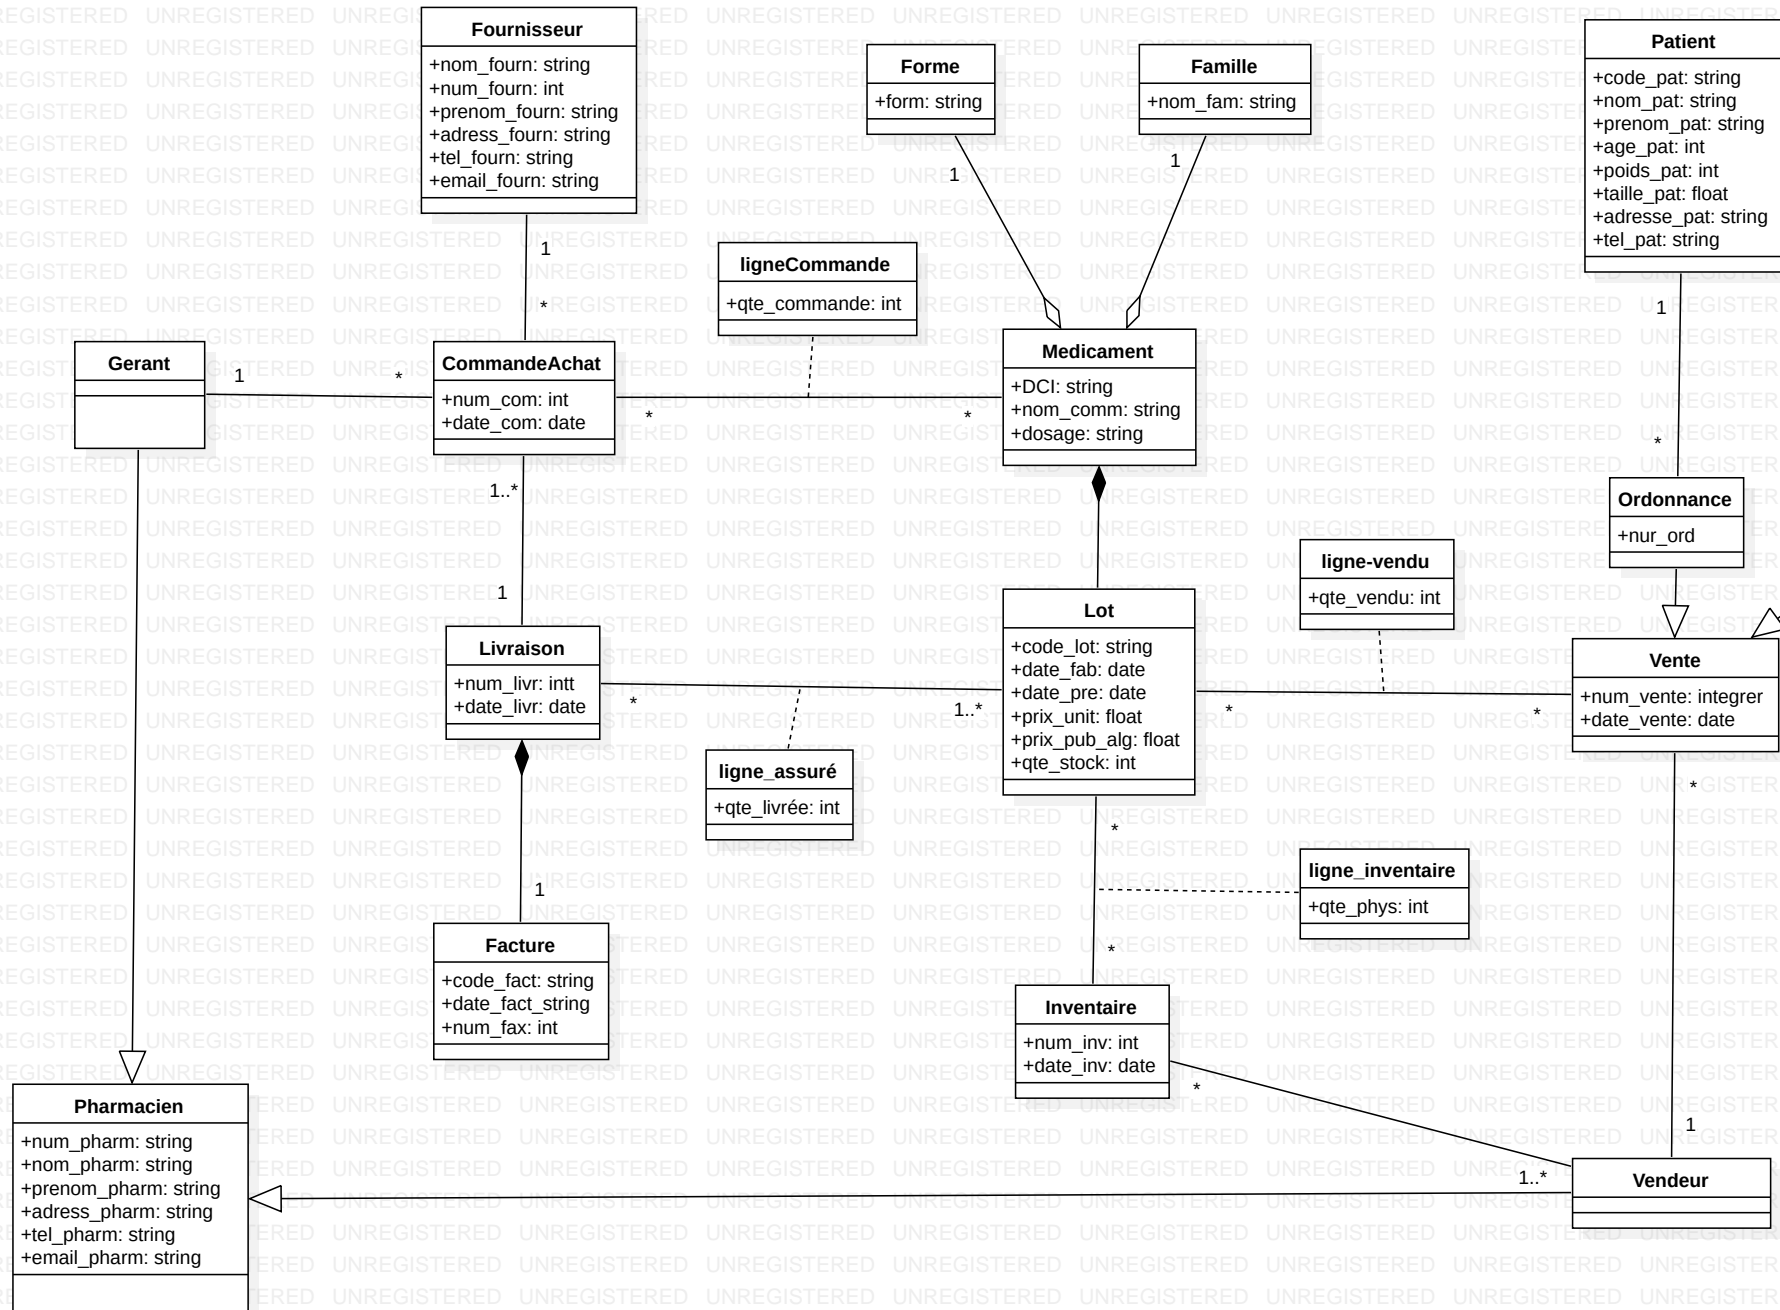 Fournisseur
+nom_fourn: string
+num_fourn: int
+prenom_fourn: string
+adress_fourn: string
+tel_fourn: string
+email_fourn: string
Forme
+form: string
Famille
+nom_fam: string
Patient
+code_pat: string
+nom_pat: string
+prenom_pat: string
+age_pat: int
+poids_pat: int
+taille_pat: float
+adresse_pat: string
+tel_pat: string
1
1
1
*
1
*
ligneCommande
+qte_commande: int
Gerant
1
*
CommandeAchat
+num_com: int
+date_com: date
*
*
Medicament
+DCI: string
+nom_comm: string
+dosage: string
Ordonnance
+nur_ord
1..*
1
ligne-vendu
+qte_vendu: int
Livraison
+num_livr: intt
+date_livr: date
*
1..*
Lot
+code_lot: string
+date_fab: date
+date_pre: date
+prix_unit: float
+prix_pub_alg: float
+qte_stock: int
*
*
Vente
+num_vente: integrer
+date_vente: date
ligne_assuré
+qte_livrée: int
*
*
ligne_inventaire
+qte_phys: int
1
*
Facture
+code_fact: string
+date_fact_string
+num_fax: int
Inventaire
+num_inv: int
+date_inv: date
*
1
1..*
Vendeur
Pharmacien
+num_pharm: string
+nom_pharm: string
+prenom_pharm: string
+adress_pharm: string
+tel_pharm: string
+email_pharm: string
UNREGISTERED